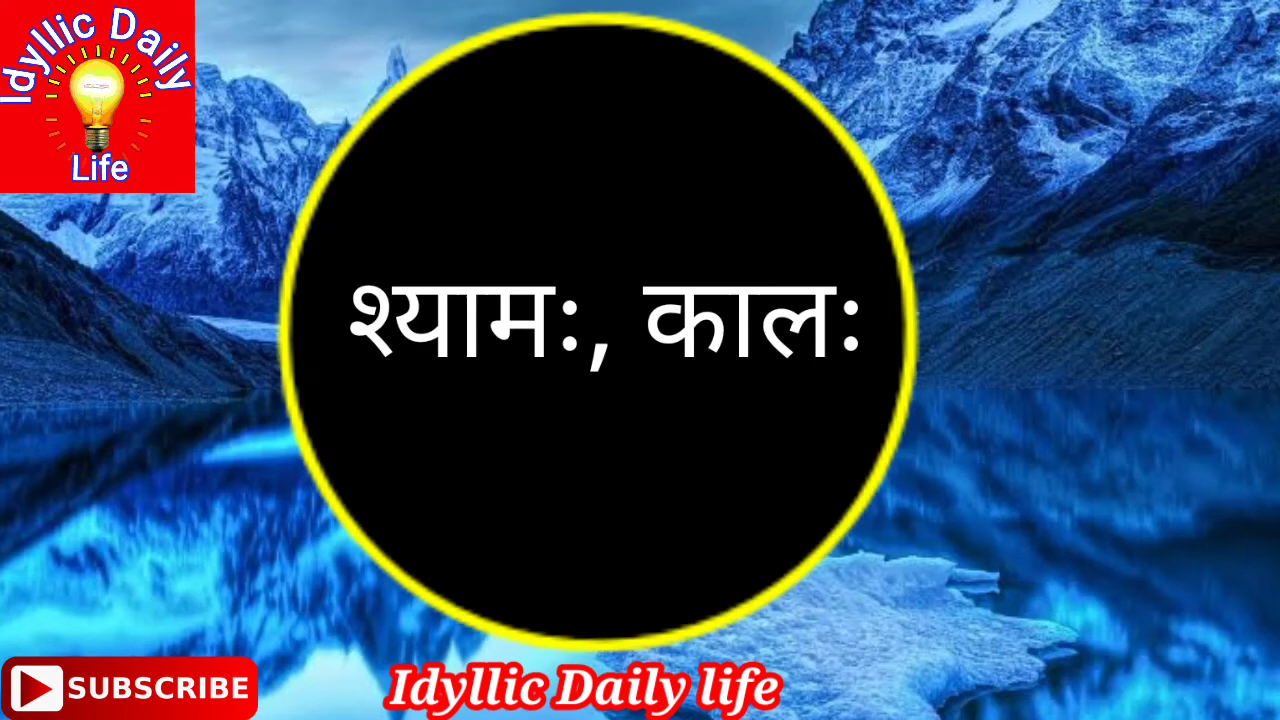 Idyllic Daily
Life
श्यामः, कालः
SUBSCRIBE
Idyllic Daily life